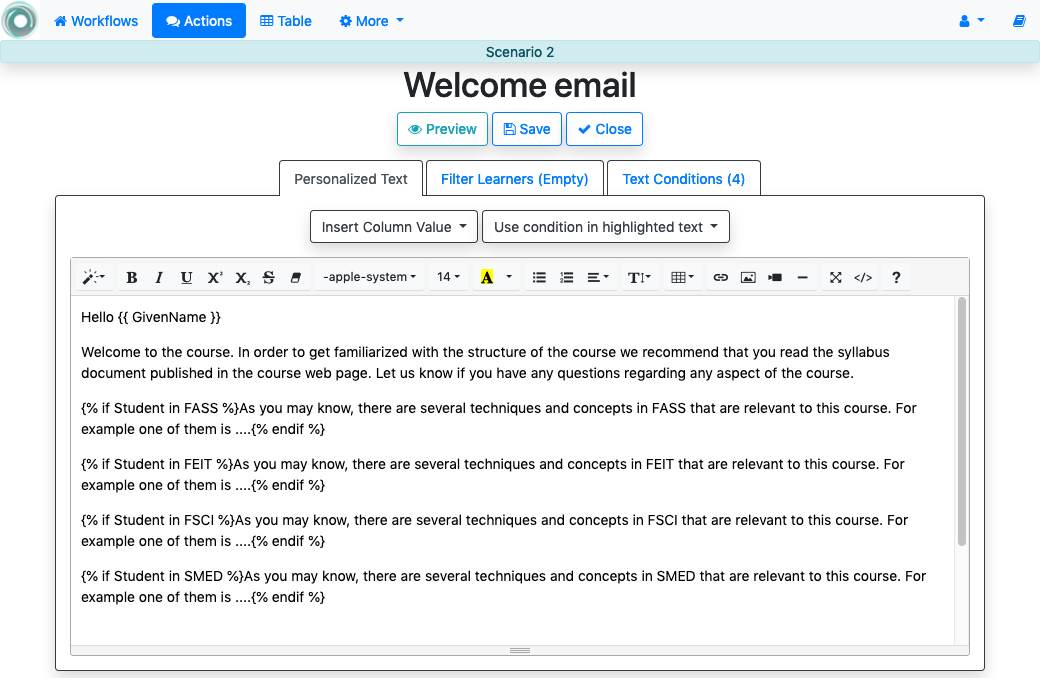 Workflows Actions Table More
Scenario 2
Welcome email
Preview Save Close
Personalized Text Filter Learners (Empty) Text Conditions (4)
Insert Column Value Use condition in highlighted text
B I U X² X₂ S -apple-system 14 A T </> ?
Hello {{ GivenName }}
Welcome to the course. In order to get familiarized with the structure of the course we recommend that you read the syllabus
document published in the course web page. Let us know if you have any questions regarding any aspect of the course.
{% if Student in FASS %}As you may know, there are several techniques and concepts in FASS that are relevant to this course. For
example one of them is ....{% endif %}
{% if Student in FEIT %}As you may know, there are several techniques and concepts in FEIT that are relevant to this course. For
example one of them is ....{% endif %}
{% if Student in FSCI %}As you may know, there are several techniques and concepts in FSCI that are relevant to this course. For
example one of them is ....{% endif %}
{% if Student in SMED %}As you may know, there are several techniques and concepts in SMED that are relevant to this course. For
example one of them is ....{% endif %}